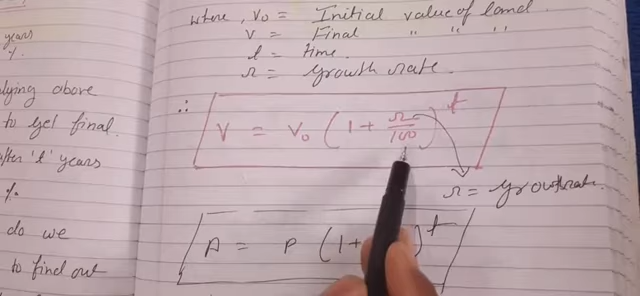 years
%.
lying above
to get final.
after 't' years
%.
do we
to find out
where, V₀ = Initial value of land.
V = Final " " "
t = time.
r = growth rate.
∴ V = V₀ (1 + r/100)^t
r = growth rate.
A = P (1+ )^t